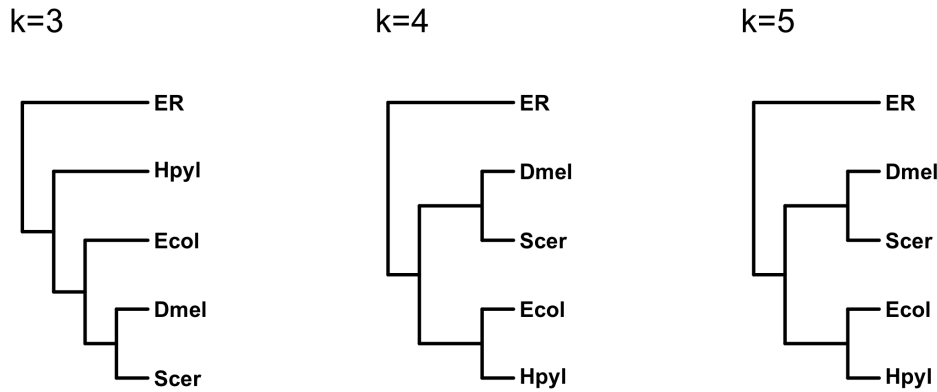 k=3
ER
Hpyl
Ecol
Dmel
Scer
k=4
ER
Dmel
Scer
Ecol
Hpyl
k=5
ER
Dmel
Scer
Ecol
Hpyl